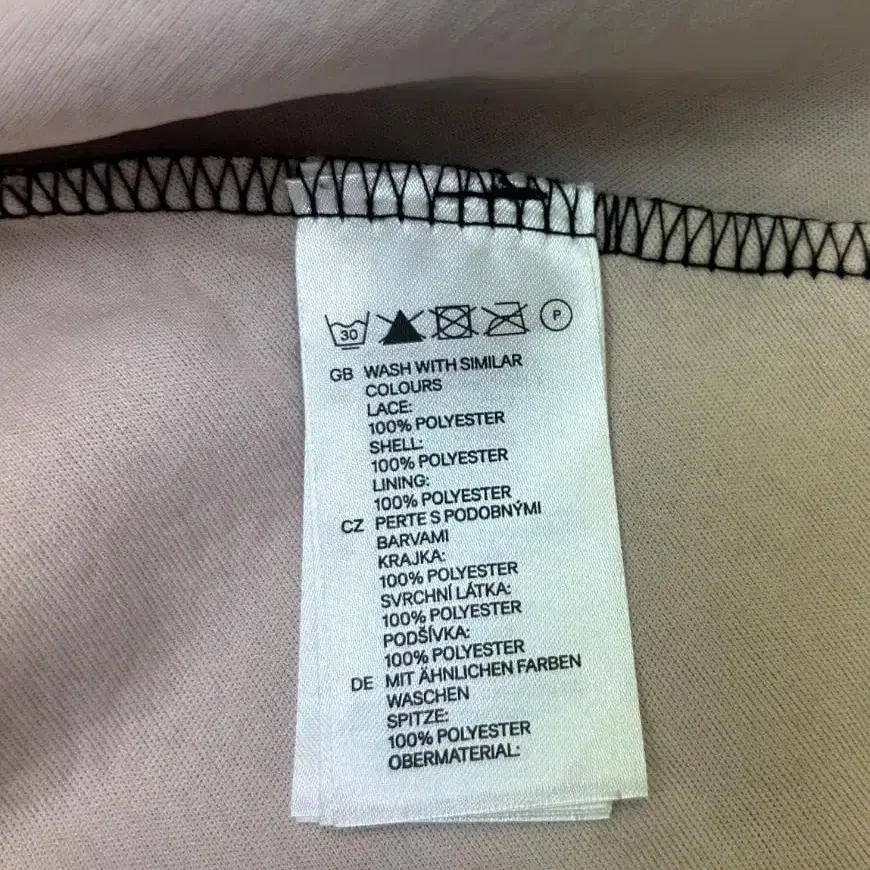 30 P
GB WASH WITH SIMILAR
COLOURS
LACE:
100% POLYESTER
SHELL:
100% POLYESTER
LINING:
100% POLYESTER
CZ PERTE S PODOBNÝMI
BARVAMI
KRAJKA:
100% POLYESTER
SVRCHNÍ LÁTKA:
100% POLYESTER
PODŠÍVKA:
100% POLYESTER
DE MIT ÄHNLICHEN FARBEN
WASCHEN
SPITZE:
100% POLYESTER
OBERMATERIAL: